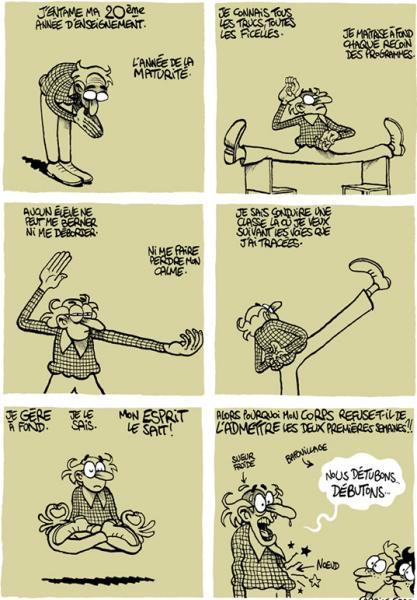 J'ENTAME MA 20ème
ANNÉE D'ENSEIGNEMENT.
L'ANNÉE DE LA
MATURITÉ.
JE CONNAIS TOUS
LES TRUCS, TOUTES
LES FICELLES.
JE MAÎTRISE À FOND
CHAQUE RECOIN
DES PROGRAMMES.
AUCUN ÉLÈVE NE
PEUT ME BERNER
NI ME DÉBORDER.
NI ME FAIRE
PERDRE MON
CALME.
JE SAIS CONDUIRE UNE
CLASSE LÀ OÙ JE VEUX
SUIVANT LES VOIES QUE
J'AI TRACÉES.
JE GÈRE
À FOND.
JE LE
SAIS.
MON ESPRIT
LE SAIT!
ALORS POURQUOI MON CORPS REFUSE-T-IL DE
L'ADMETTRE LES DEUX PREMIÈRES SEMAINES?!
SUEUR
FROIDE
BAFOUILLAGE
NOUS DÉTUBONS..
DÉBUTONS...
NOEUD